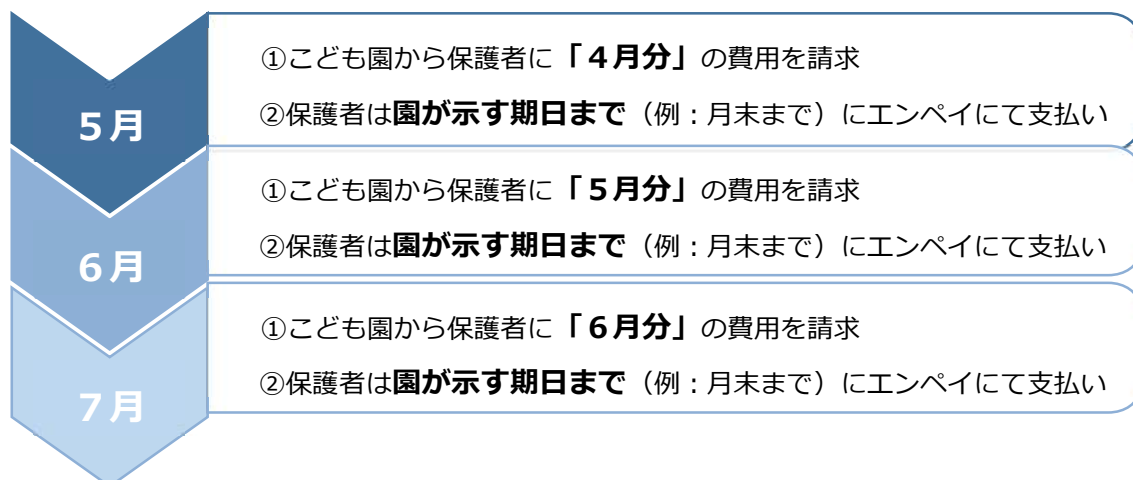 5月
①こども園から保護者に「４月分」の費用を請求
②保護者は園が示す期日まで（例：月末まで）にエンペイにて支払い
6月
①こども園から保護者に「５月分」の費用を請求
②保護者は園が示す期日まで（例：月末まで）にエンペイにて支払い
7月
①こども園から保護者に「６月分」の費用を請求
②保護者は園が示す期日まで（例：月末まで）にエンペイにて支払い